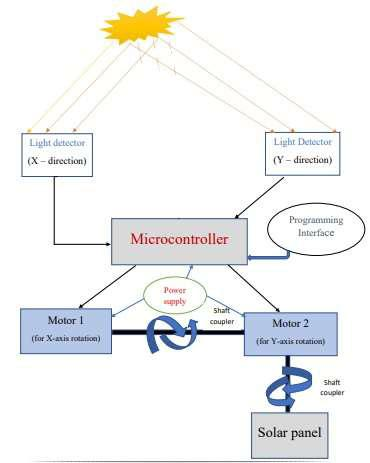 Light detector
(X – direction)
Light Detector
(Y – direction)
Programming
Interface
Microcontroller
Power
supply
Motor 1
(for X-axis rotation)
Shaft
coupler
Motor 2
(for Y-axis rotation)
Shaft
coupler
Solar panel